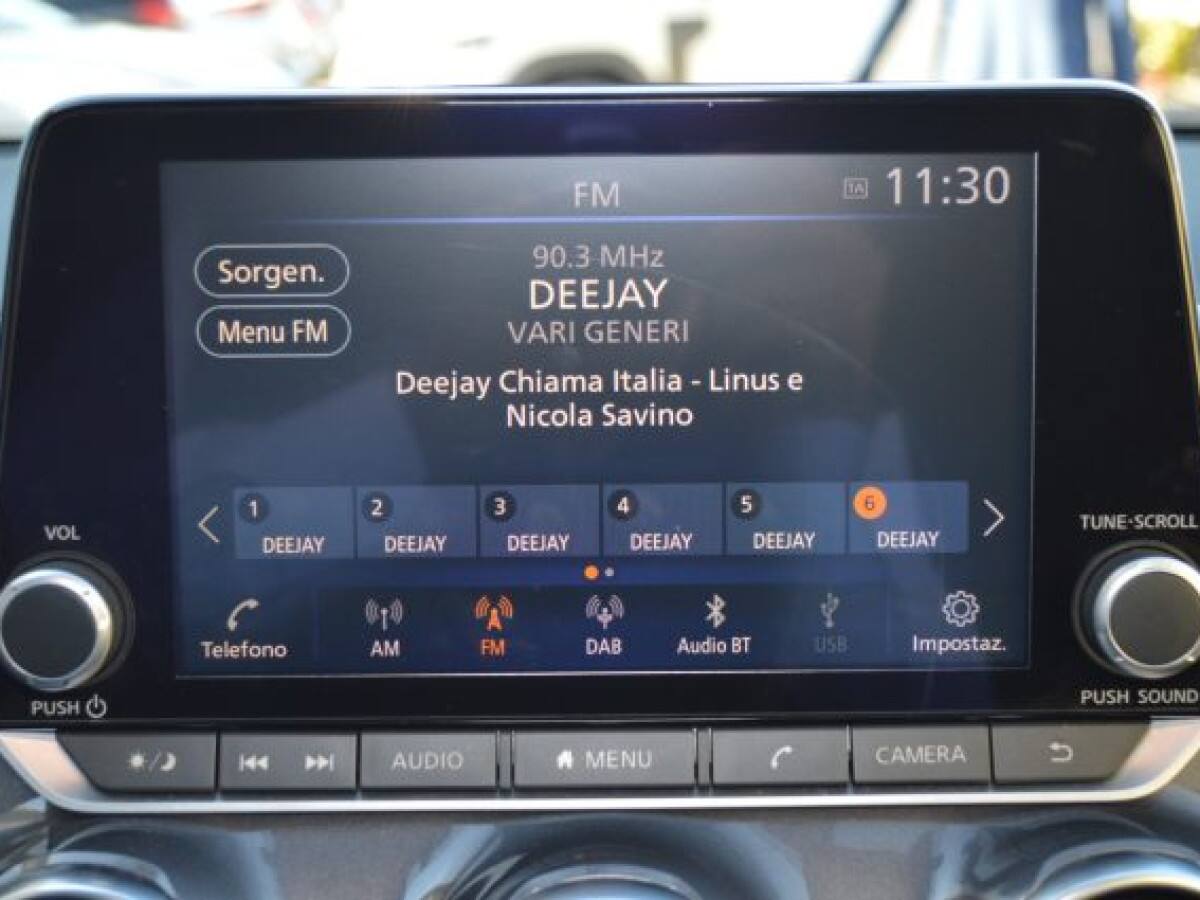 FM
TA 11:30
Sorgen.
Menu FM
90.3 MHz
DEEJAY
VARI GENERI
Deejay Chiama Italia - Linus e
Nicola Savino
1 2 3 4 5 6
DEEJAY DEEJAY DEEJAY DEEJAY DEEJAY DEEJAY
Telefono AM FM DAB Audio BT USB Impostaz.
VOL
PUSH
TUNE·SCROLL
PUSH SOUND
AUDIO MENU CAMERA